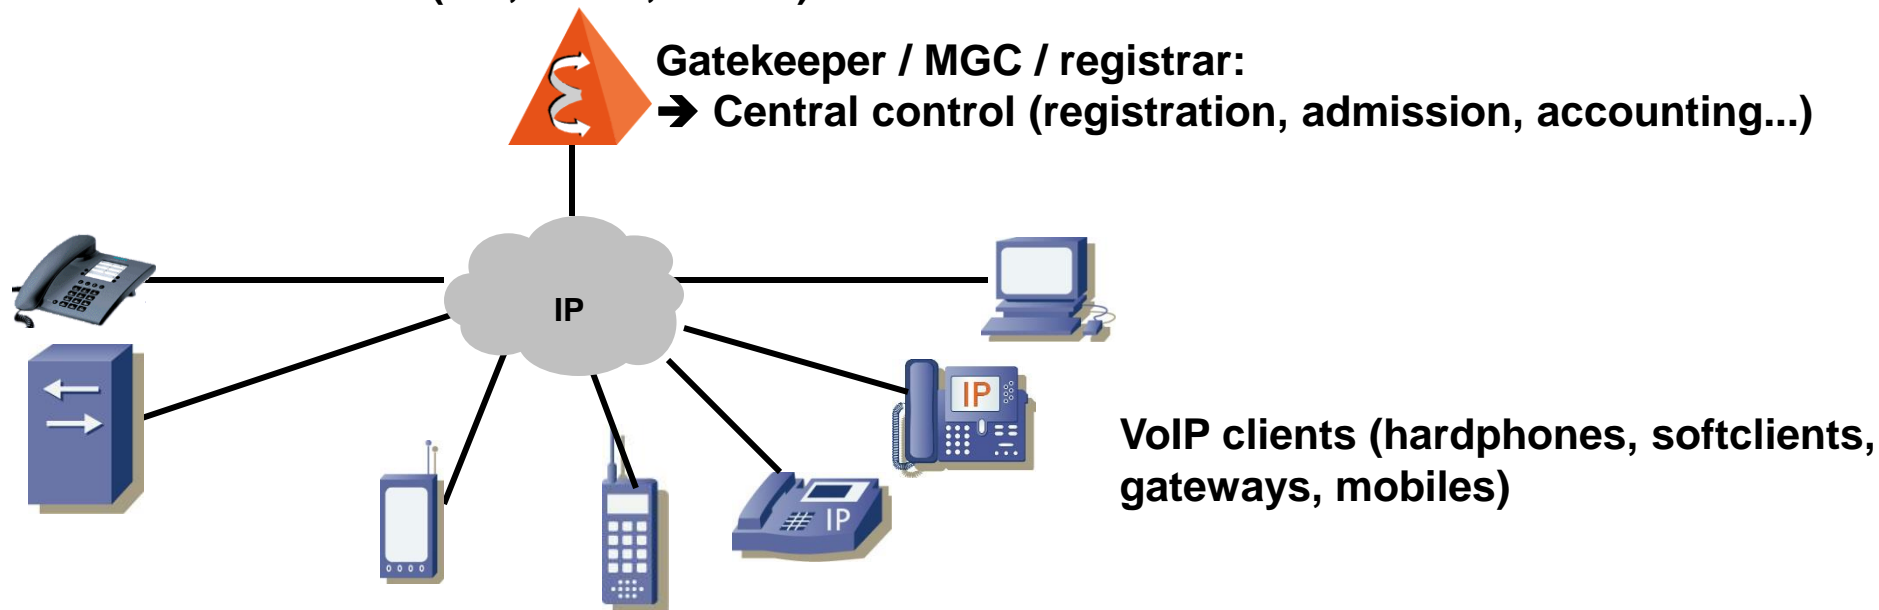 Gatekeeper / MGC / registrar:
➔ Central control (registration, admission, accounting...)
IP
IP
IP
VoIP clients (hardphones, softclients,
gateways, mobiles)